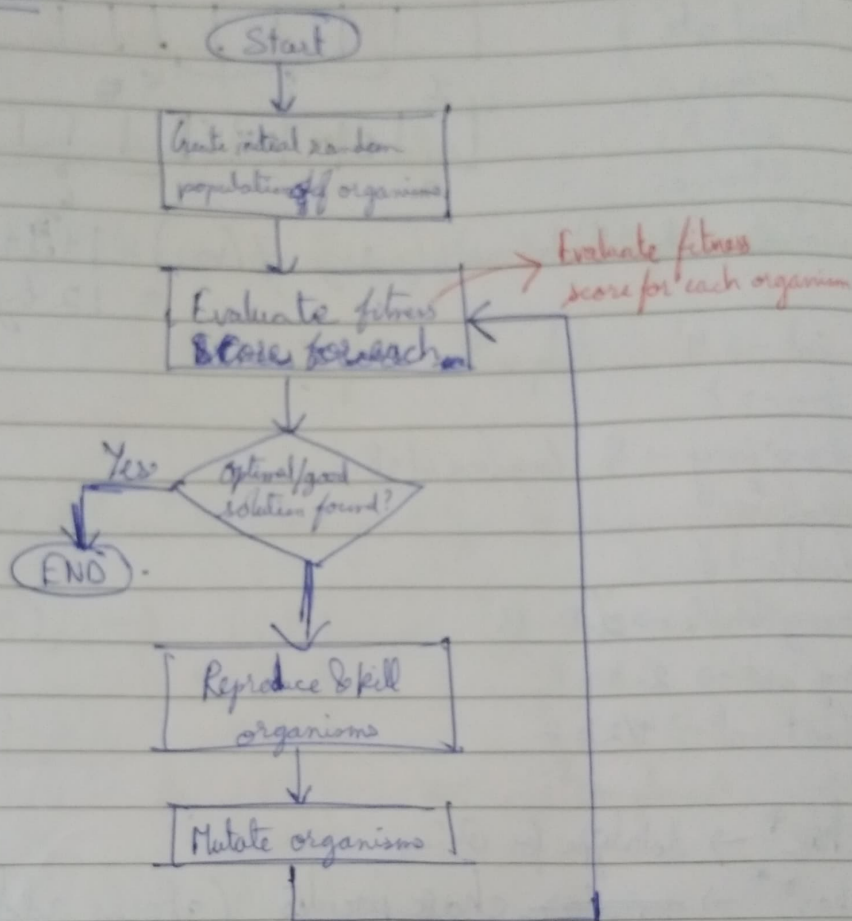 Start
Create initial random
population of organisms
Evaluate fitness
score for each
Evaluate fitness
score for each organism
Optimal/good
solution found?
Yes
END
Reproduce & kill
organisms
Mutate organisms